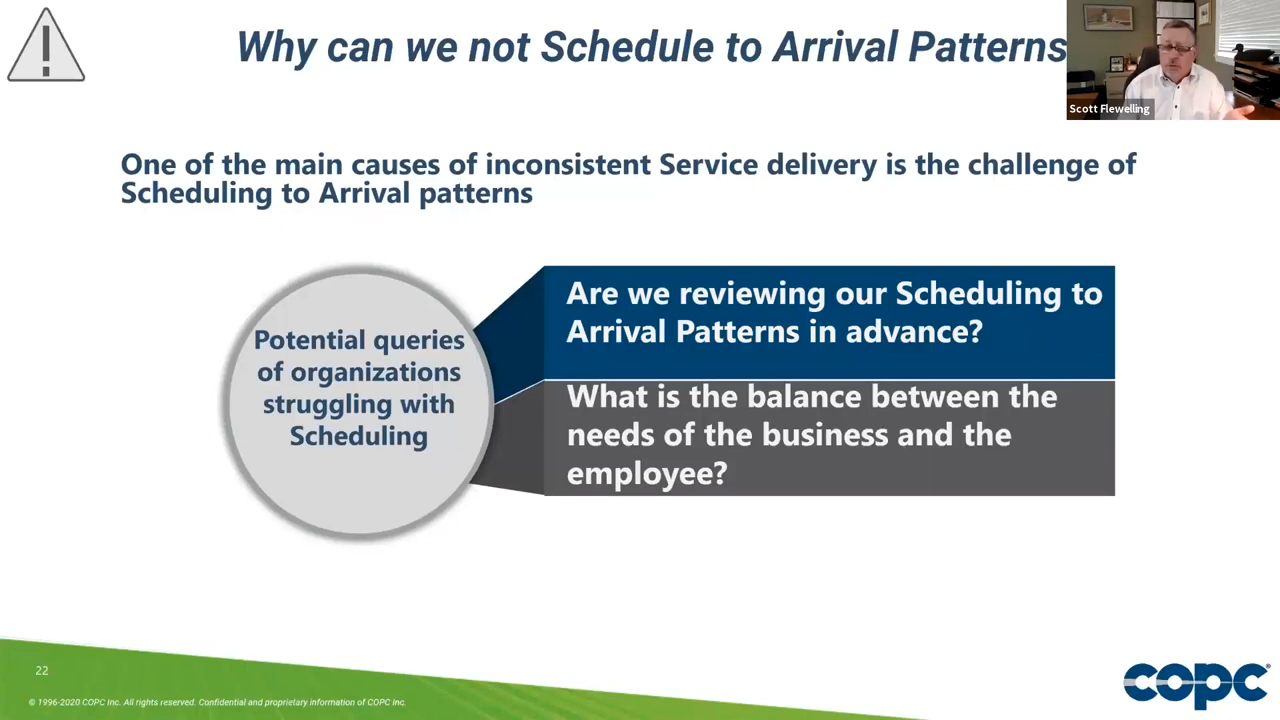 Why can we not Schedule to Arrival Patterns
Scott Flewelling
One of the main causes of inconsistent Service delivery is the challenge of
Scheduling to Arrival patterns
Potential queries
of organizations
struggling with
Scheduling
Are we reviewing our Scheduling to
Arrival Patterns in advance?
What is the balance between the
needs of the business and the
employee?
22
© 1996-2020 COPC Inc. All rights reserved. Confidential and proprietary information of COPC Inc.
copc®